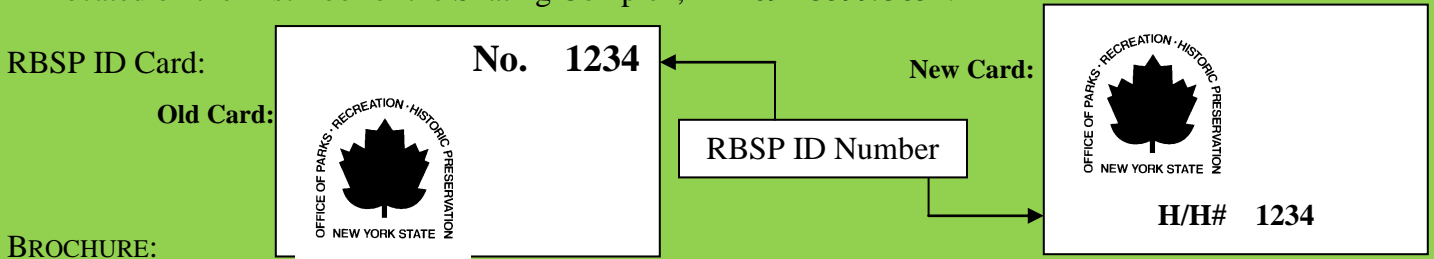 RBSP ID Card:
Old Card:
No. 1234
OFFICE OF PARKS · RECREATION · HISTORIC PRESERVATION
NEW YORK STATE
RBSP ID Number
New Card:
OFFICE OF PARKS · RECREATION · HISTORIC PRESERVATION
NEW YORK STATE
H/H# 1234
BROCHURE: